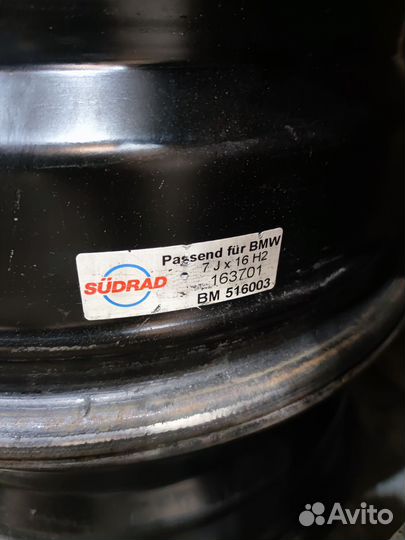 Passend für BMW
7 J x 16 H2
SÜDRAD
163701
BM 516003
Avito